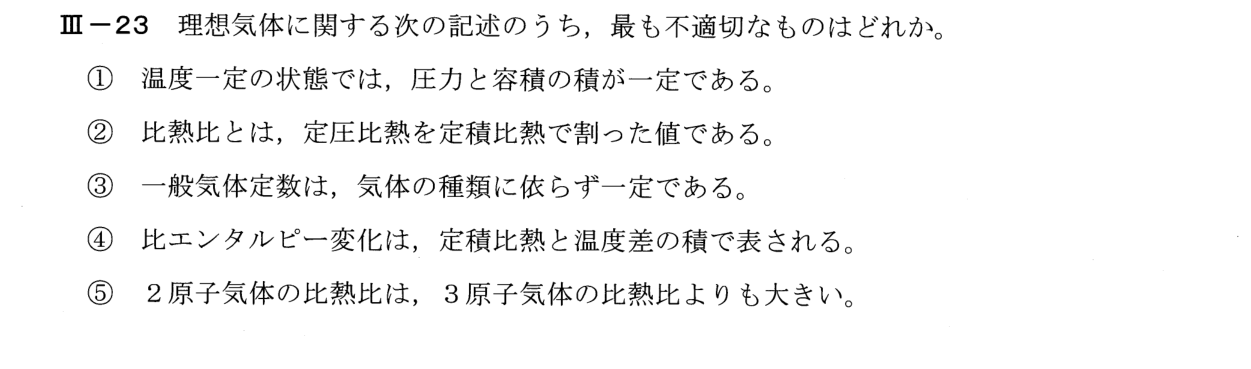 Ⅲ－23　理想気体に関する次の記述のうち，最も不適切なものはどれか。
①　温度一定の状態では，圧力と容積の積が一定である。
②　比熱比とは，定圧比熱を定積比熱で割った値である。
③　一般気体定数は，気体の種類に依らず一定である。
④　比エンタルピー変化は，定積比熱と温度差の積で表される。
⑤　２原子気体の比熱比は，３原子気体の比熱比よりも大きい。